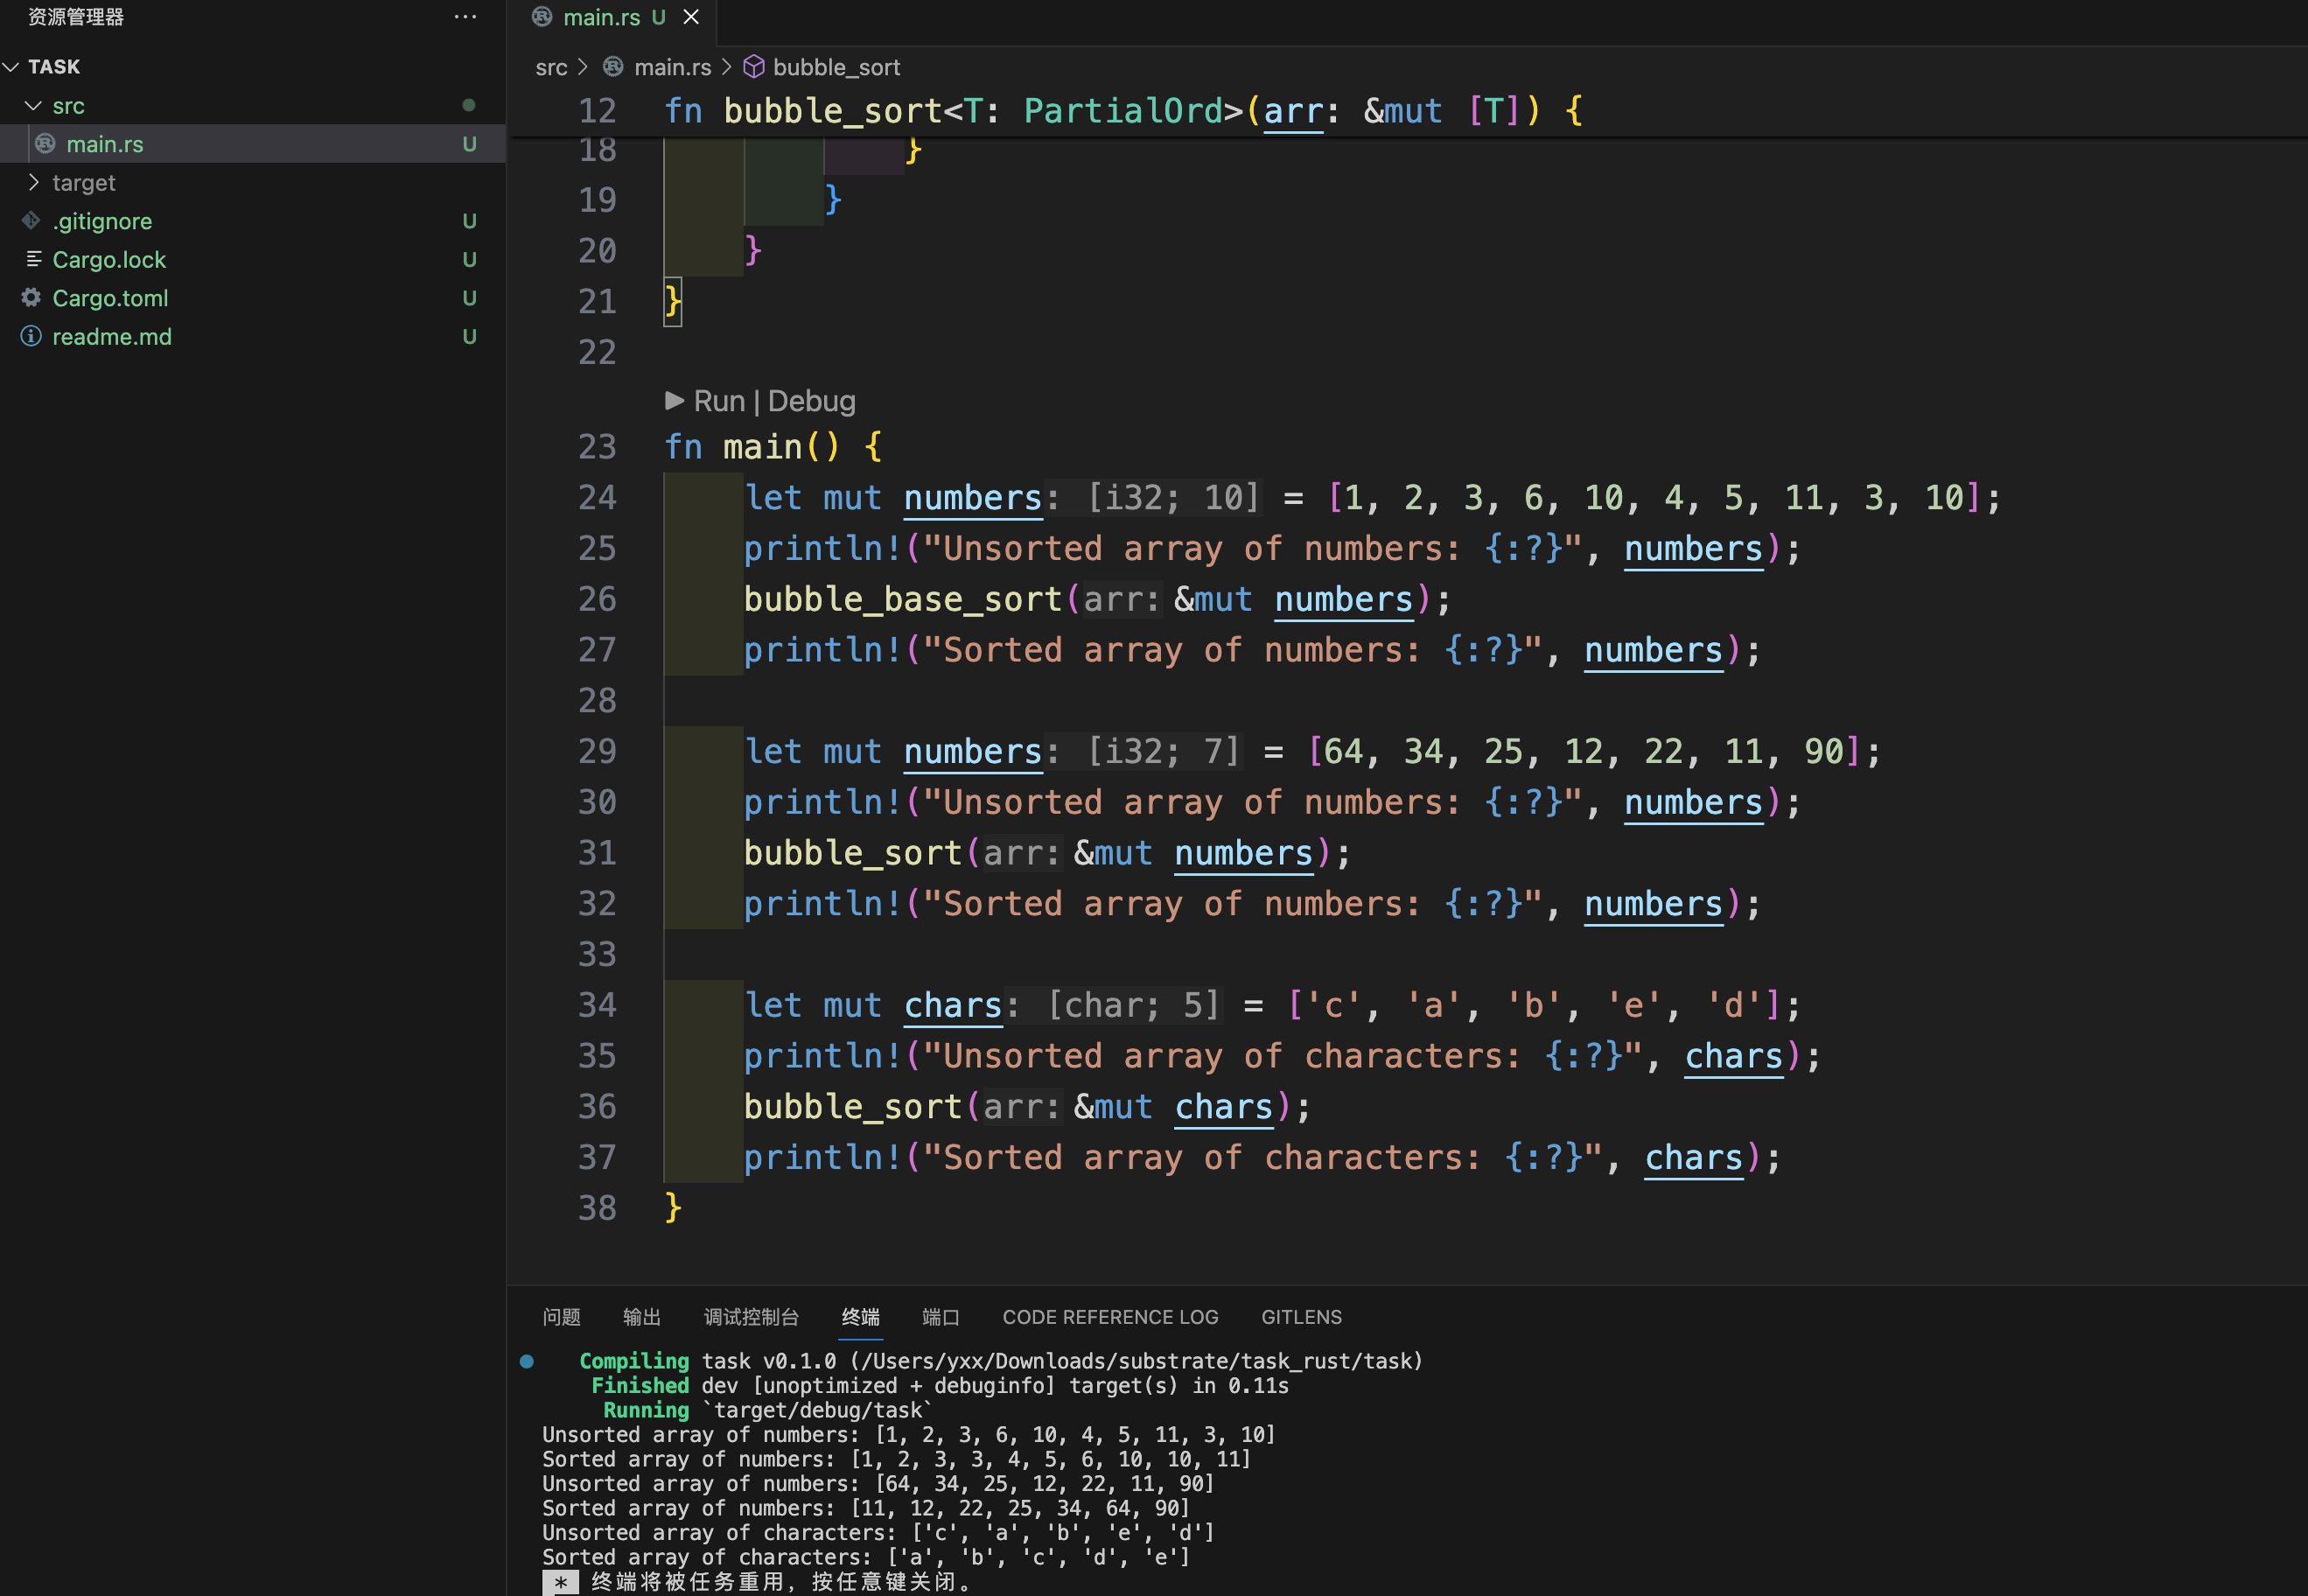 资源管理器 ...
TASK
src
main.rs U
target
.gitignore U
Cargo.lock U
Cargo.toml U
readme.md U
main.rs U
src > main.rs > bubble_sort
12 fn bubble_sort<T: PartialOrd>(arr: &mut [T]) {
18 }
19 }
20 }
21 }
22
Run | Debug
23 fn main() {
24 let mut numbers: [i32; 10] = [1, 2, 3, 6, 10, 4, 5, 11, 3, 10];
25 println!("Unsorted array of numbers: {:?}", numbers);
26 bubble_base_sort(arr: &mut numbers);
27 println!("Sorted array of numbers: {:?}", numbers);
28
29 let mut numbers: [i32; 7] = [64, 34, 25, 12, 22, 11, 90];
30 println!("Unsorted array of numbers: {:?}", numbers);
31 bubble_sort(arr: &mut numbers);
32 println!("Sorted array of numbers: {:?}", numbers);
33
34 let mut chars: [char; 5] = ['c', 'a', 'b', 'e', 'd'];
35 println!("Unsorted array of characters: {:?}", chars);
36 bubble_sort(arr: &mut chars);
37 println!("Sorted array of characters: {:?}", chars);
38 }
问题 输出 调试控制台 终端 端口 CODE REFERENCE LOG GITLENS
Compiling task v0.1.0 (/Users/yxx/Downloads/substrate/task_rust/task)
Finished dev [unoptimized + debuginfo] target(s) in 0.11s
Running `target/debug/task`
Unsorted array of numbers: [1, 2, 3, 6, 10, 4, 5, 11, 3, 10]
Sorted array of numbers: [1, 2, 3, 3, 4, 5, 6, 10, 10, 11]
Unsorted array of numbers: [64, 34, 25, 12, 22, 11, 90]
Sorted array of numbers: [11, 12, 22, 25, 34, 64, 90]
Unsorted array of characters: ['c', 'a', 'b', 'e', 'd']
Sorted array of characters: ['a', 'b', 'c', 'd', 'e']
* 终端将被任务重用，按任意键关闭。